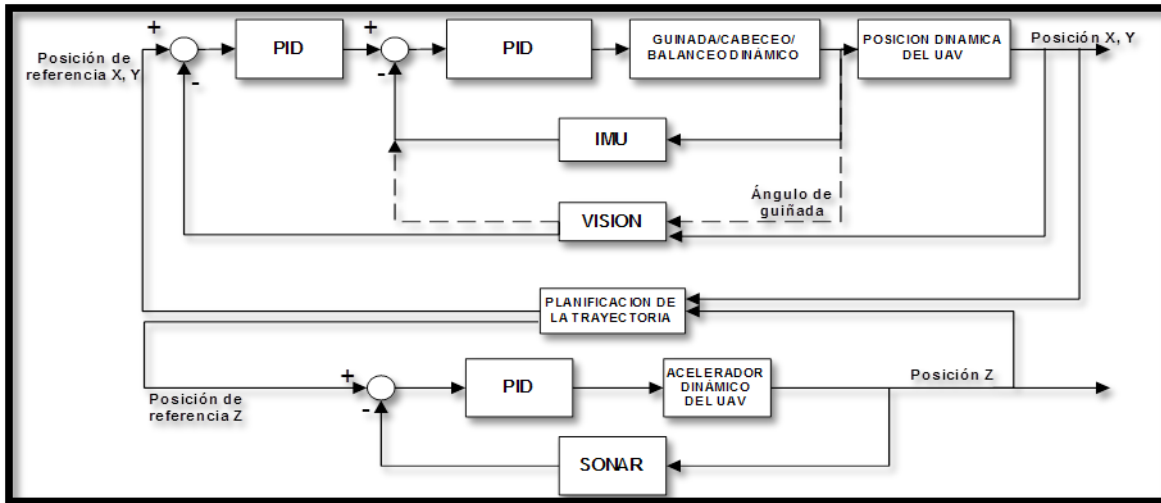 +
Posición de
referencia X, Y
-
PID
+
-
PID
GUINADA/CABECEO/
BALANCEO DINÁMICO
POSICION DINAMICA
DEL UAV
Posición X, Y
IMU
Ángulo de
guiñada
VISION
PLANIFICACION DE
LA TRAYECTORIA
Posición de
referencia Z
+
-
PID
ACELERADOR
DINÁMICO
DEL UAV
Posición Z
SONAR